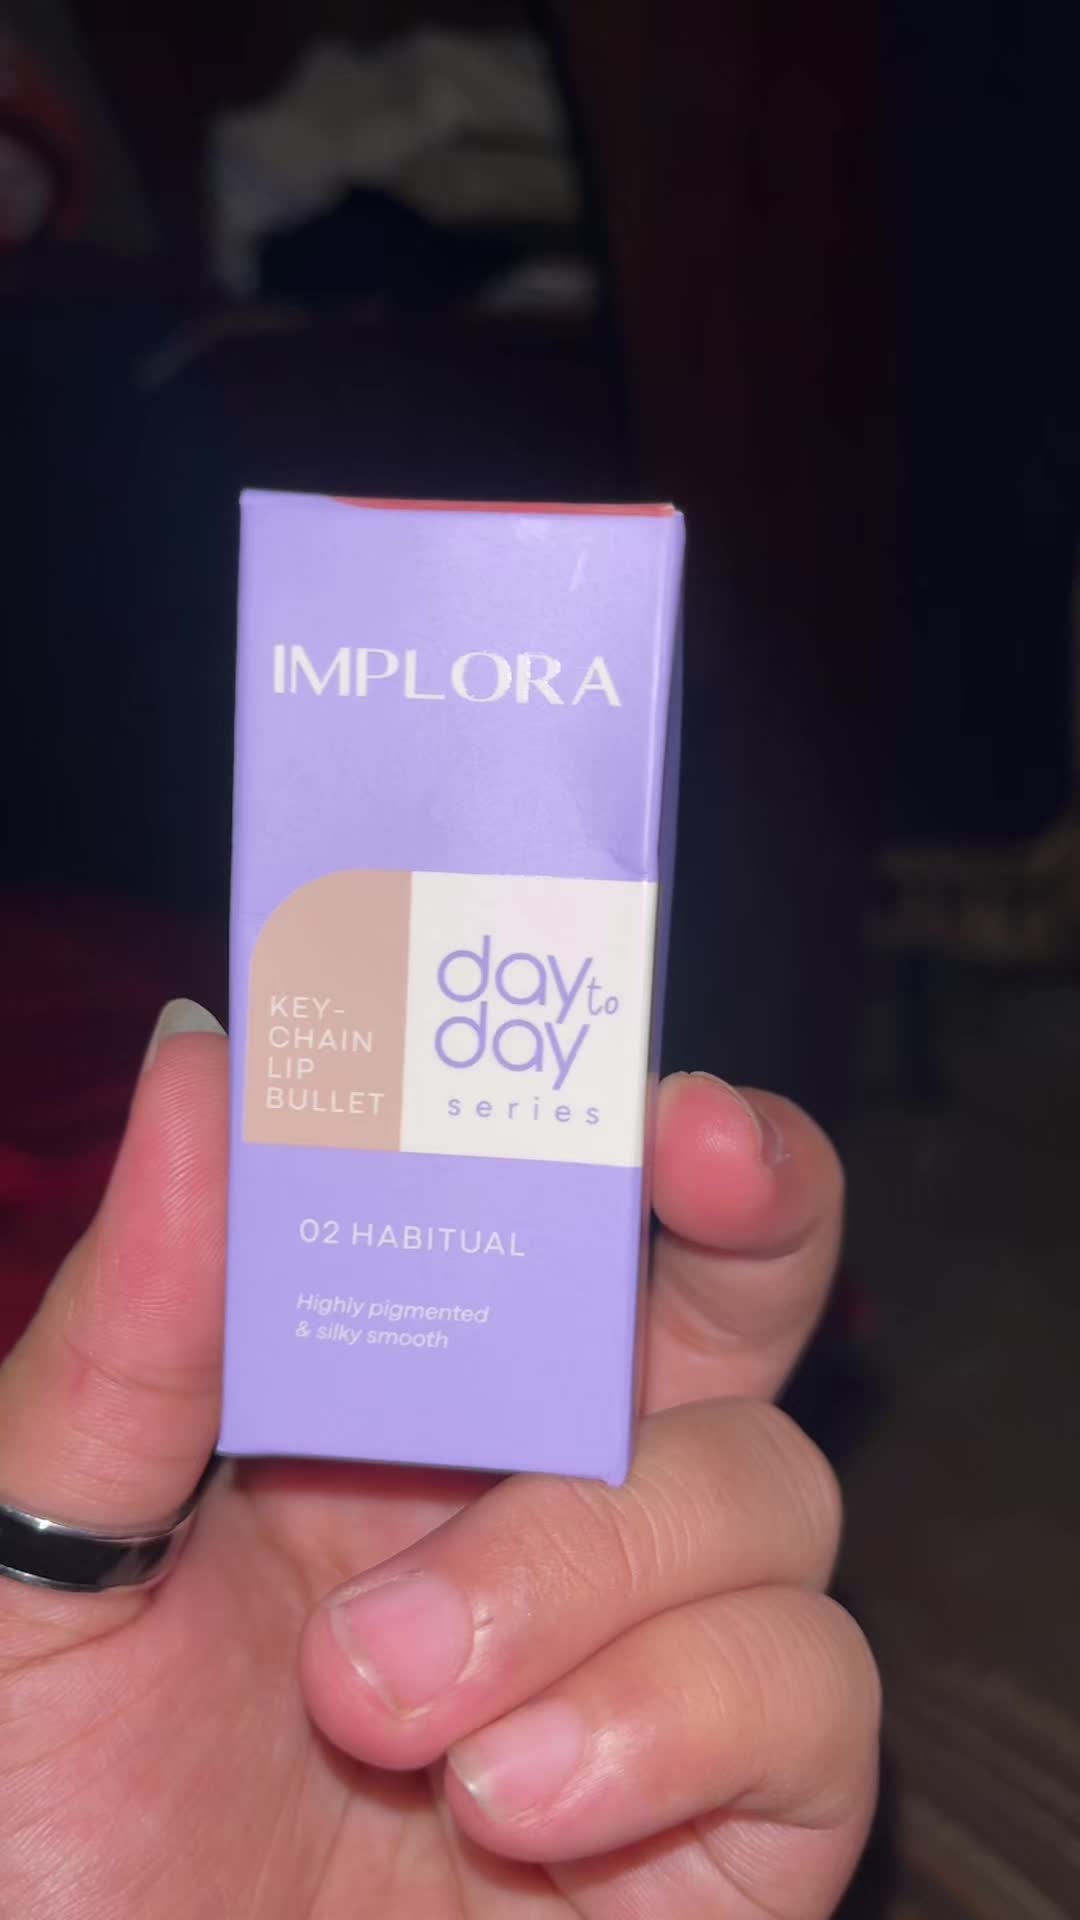 IMPLORA
KEY-
CHAIN
LIP
BULLET
day to
day
series
02 HABITUAL
Highly pigmented
& silky smooth